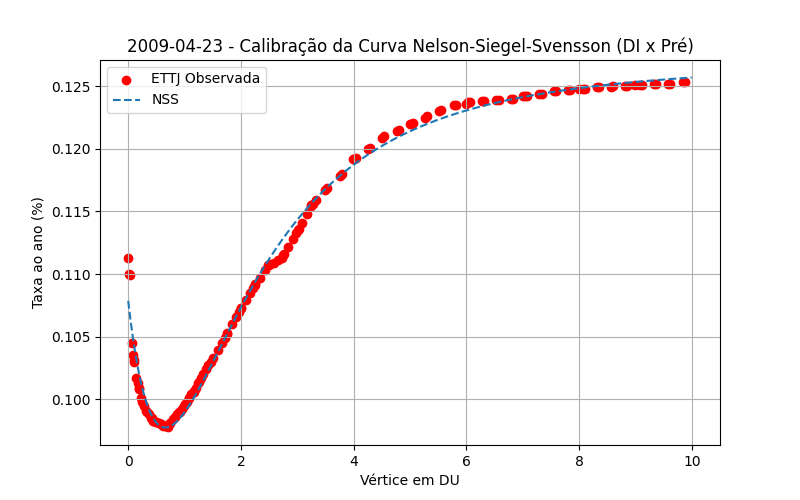 2009-04-23 - Calibração da Curva Nelson-Siegel-Svensson (DI x Pré)
ETTJ Observada
NSS
Taxa ao ano (%)
0.125
0.120
0.115
0.110
0.105
0.100
0 2 4 6 8 10
Vértice em DU